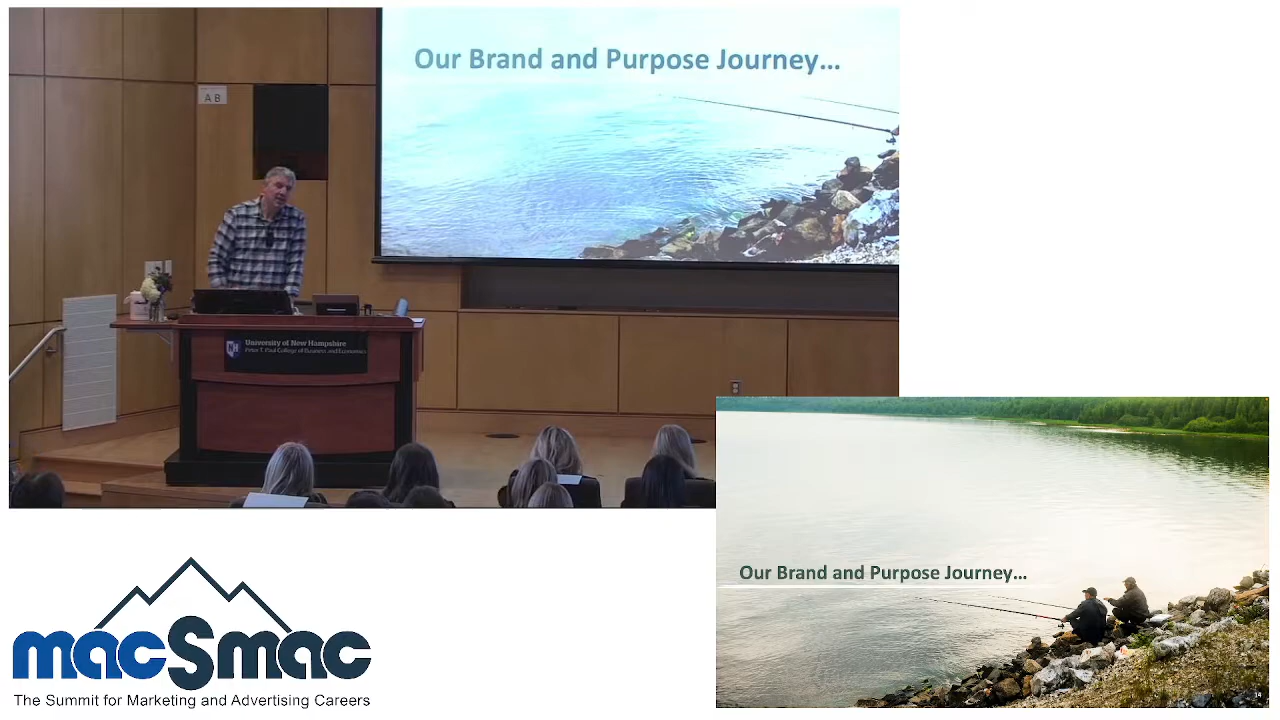 Our Brand and Purpose Journey...
A B
University of New Hampshire
Peter T. Paul College of Business and Economics
Our Brand and Purpose Journey...
14
macSmac
The Summit for Marketing and Advertising Careers